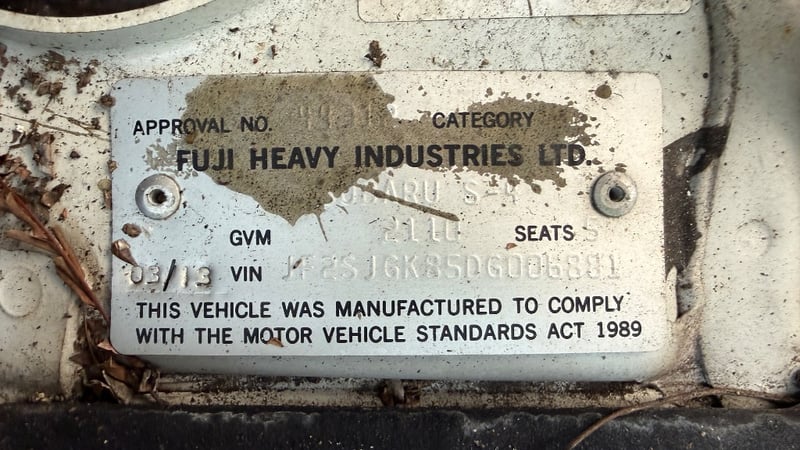 APPROVAL NO. CATEGORY
FUJI HEAVY INDUSTRIES LTD.
SUBARU
GVM 2110 SEATS 5
03/13 VIN
THIS VEHICLE WAS MANUFACTURED TO COMPLY
WITH THE MOTOR VEHICLE STANDARDS ACT 1989